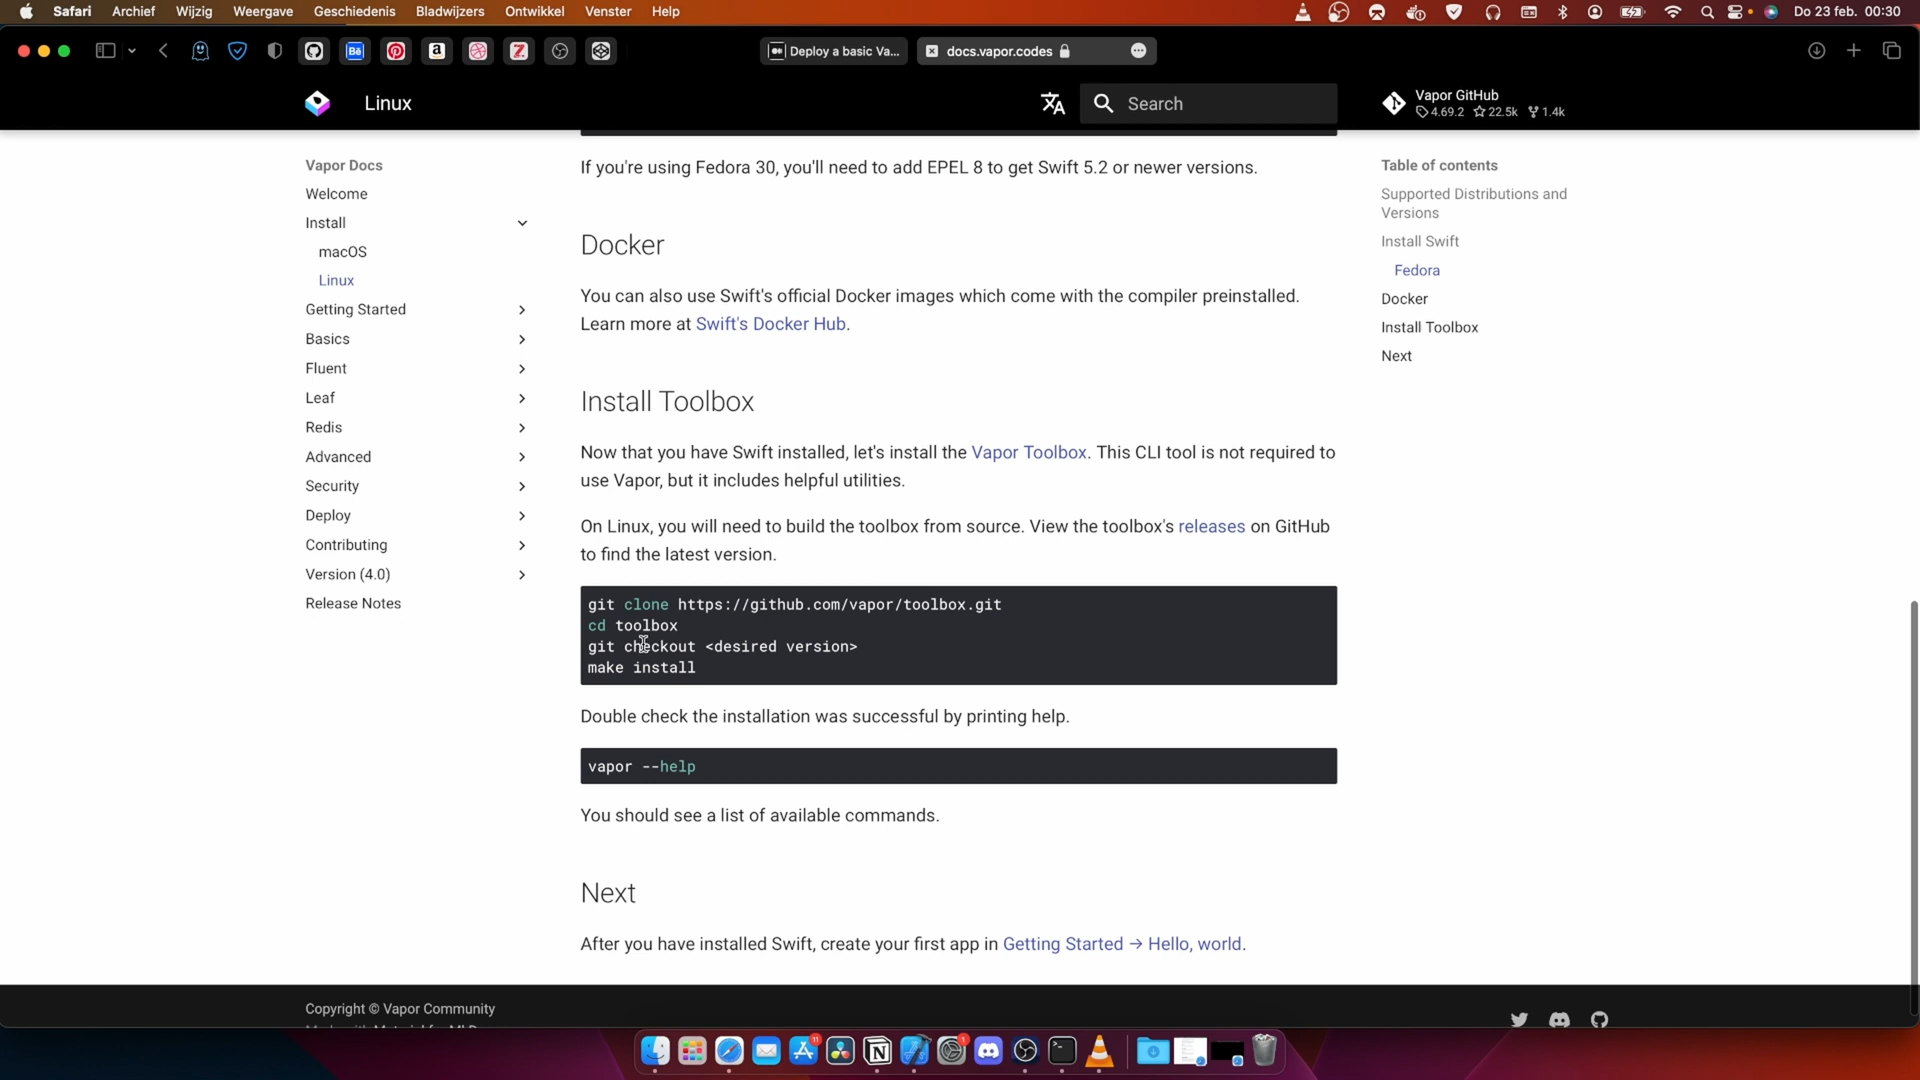 Safari Archief Wijzig Weergave Geschiedenis Bladwijzers Ontwikkel Venster Help Do 23 feb. 00:30
Bē a Z Deploy a basic Va... docs.vapor.codes
Linux Search Vapor GitHub
4.69.2 22.5k 1.4k
Vapor Docs
Welcome
Install
macOS
Linux
Getting Started
Basics
Fluent
Leaf
Redis
Advanced
Security
Deploy
Contributing
Version (4.0)
Release Notes
If you're using Fedora 30, you'll need to add EPEL 8 to get Swift 5.2 or newer versions.
Docker
You can also use Swift's official Docker images which come with the compiler preinstalled.
Learn more at Swift's Docker Hub.
Install Toolbox
Now that you have Swift installed, let's install the Vapor Toolbox. This CLI tool is not required to
use Vapor, but it includes helpful utilities.
On Linux, you will need to build the toolbox from source. View the toolbox's releases on GitHub
to find the latest version.
git clone https://github.com/vapor/toolbox.git
cd toolbox
git checkout <desired version>
make install
Double check the installation was successful by printing help.
vapor --help
You should see a list of available commands.
Next
After you have installed Swift, create your first app in Getting Started → Hello, world.
Table of contents
Supported Distributions and
Versions
Install Swift
Fedora
Docker
Install Toolbox
Next
Copyright © Vapor Community
11
1